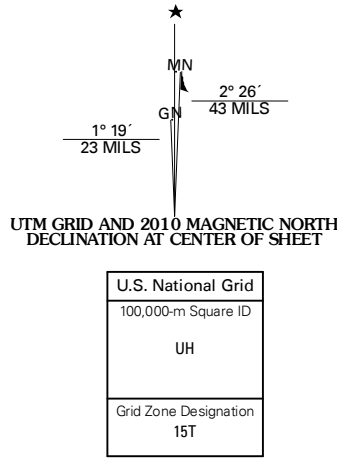 ★
MN
GN
2° 26´
43 MILS
1° 19´
23 MILS
UTM GRID AND 2010 MAGNETIC NORTH
DECLINATION AT CENTER OF SHEET
U.S. National Grid
100,000-m Square ID
UH
Grid Zone Designation
15T